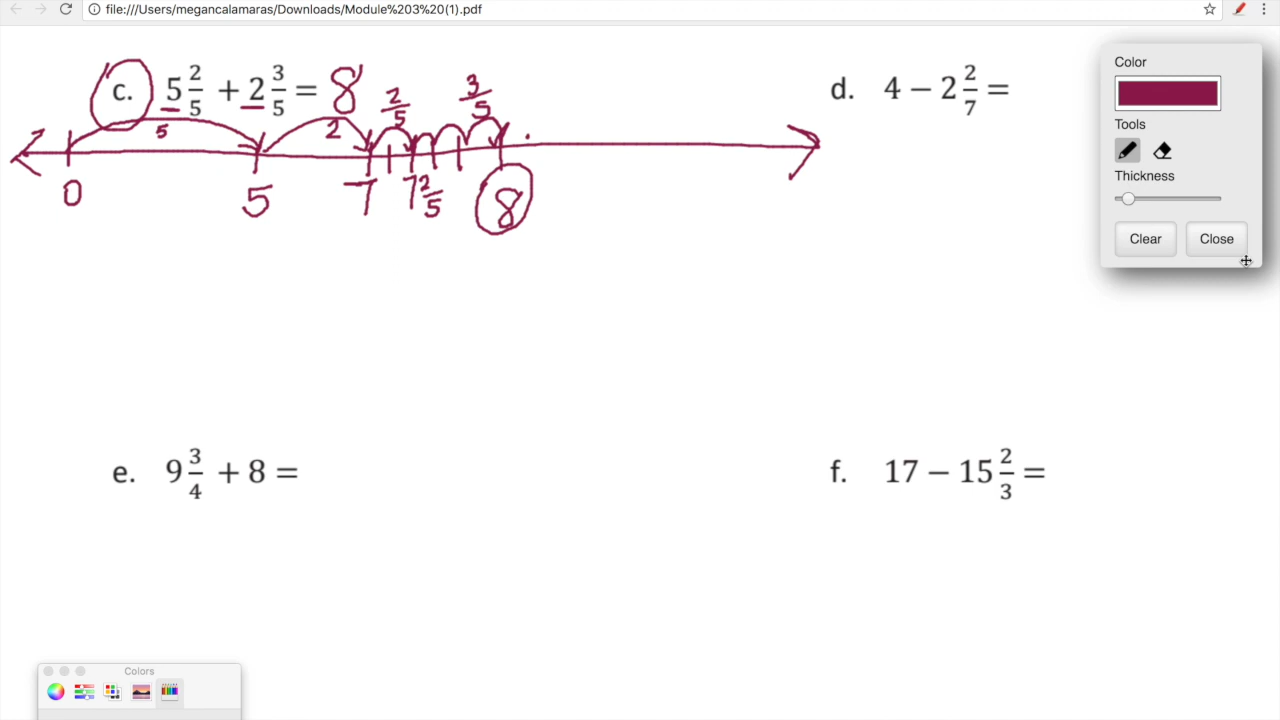 file:///Users/megancalamaras/Downloads/Module%203%20(1).pdf
c. 5 2/5 + 2 3/5 = 8
d. 4 − 2 2/7 =
5 2 2/5 3/5
0 5 7 7 2/5 8
e. 9 3/4 + 8 =
f. 17 − 15 2/3 =
Color
Tools
Thickness
Clear Close
Colors